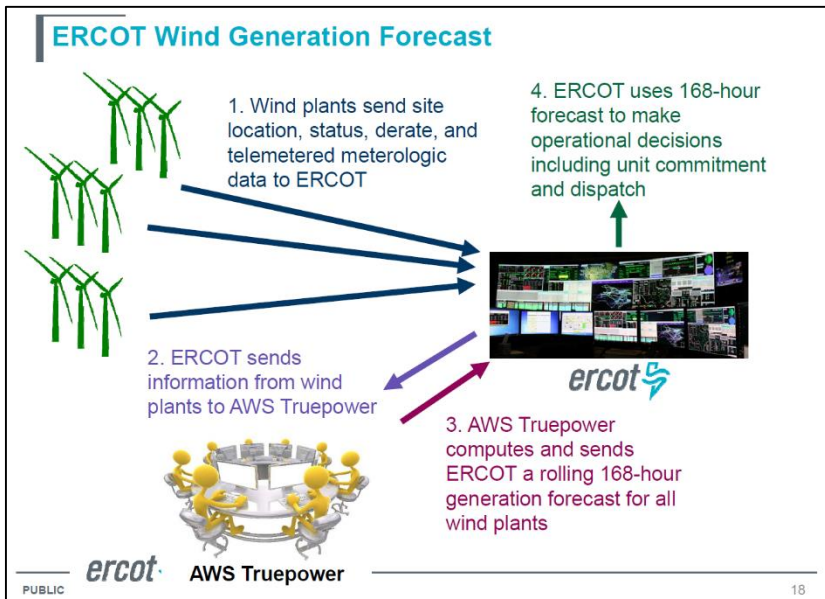 ERCOT Wind Generation Forecast
1. Wind plants send site
location, status, derate, and
telemetered meterologic
data to ERCOT
4. ERCOT uses 168-hour
forecast to make
operational decisions
including unit commitment
and dispatch
2. ERCOT sends
information from wind
plants to AWS Truepower
ercot
3. AWS Truepower
computes and sends
ERCOT a rolling 168-hour
generation forecast for all
wind plants
AWS Truepower
ercot
PUBLIC
18